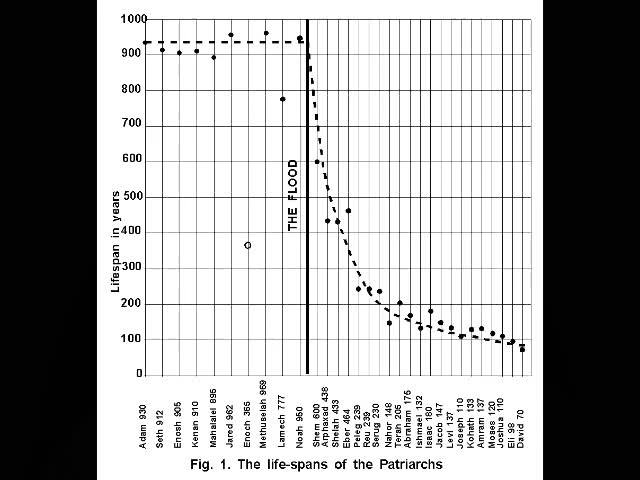 1000
900
800
700
600
500
400
300
200
100
0
Lifespan in years
THE FLOOD
Adam 930
Seth 912
Enosh 905
Kenan 910
Mahalalel 895
Jared 962
Enoch 365
Methuselah 969
Lamech 777
Noah 950
Shem 600
Arphaxad 438
Shelah 433
Eber 464
Peleg 239
Reu 239
Serug 230
Nahor 148
Terah 205
Abraham 175
Ishmael 132
Isaac 180
Jacob 147
Levi 137
Joseph 110
Kohath 133
Amram 137
Moses 120
Joshua 110
Eli 98
David 70
Fig. 1. The life-spans of the Patriarchs